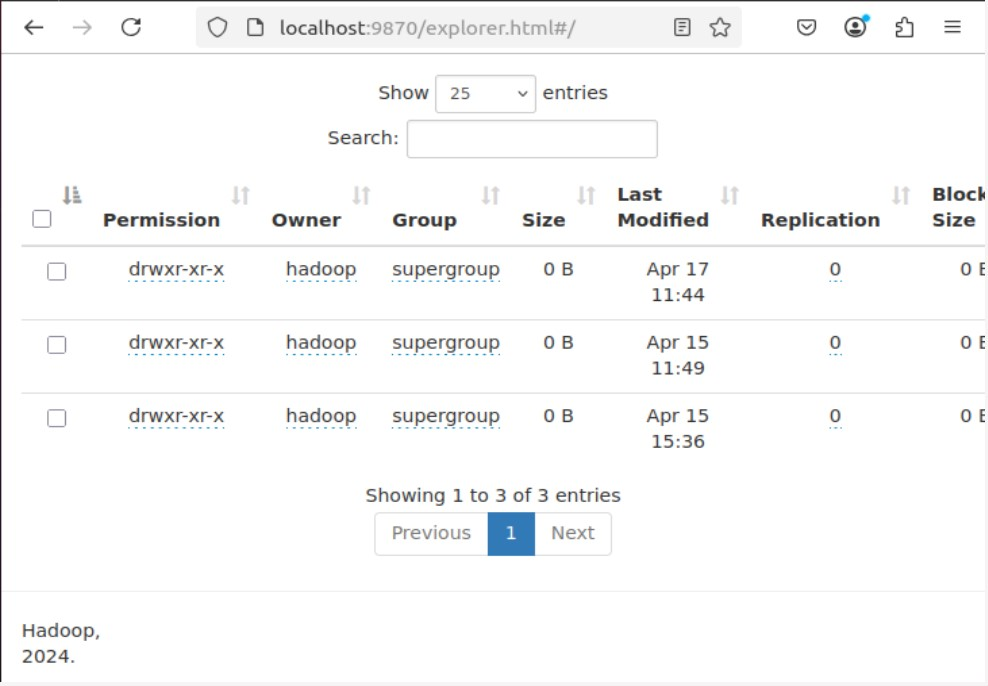 localhost:9870/explorer.html#/
Show 25 entries
Search:
Permission Owner Group Size Last Modified Replication Block Size
drwxr-xr-x hadoop supergroup 0 B Apr 17 11:44 0 0 B
drwxr-xr-x hadoop supergroup 0 B Apr 15 11:49 0 0 B
drwxr-xr-x hadoop supergroup 0 B Apr 15 15:36 0 0 B
Showing 1 to 3 of 3 entries
Previous 1 Next
Hadoop,
2024.